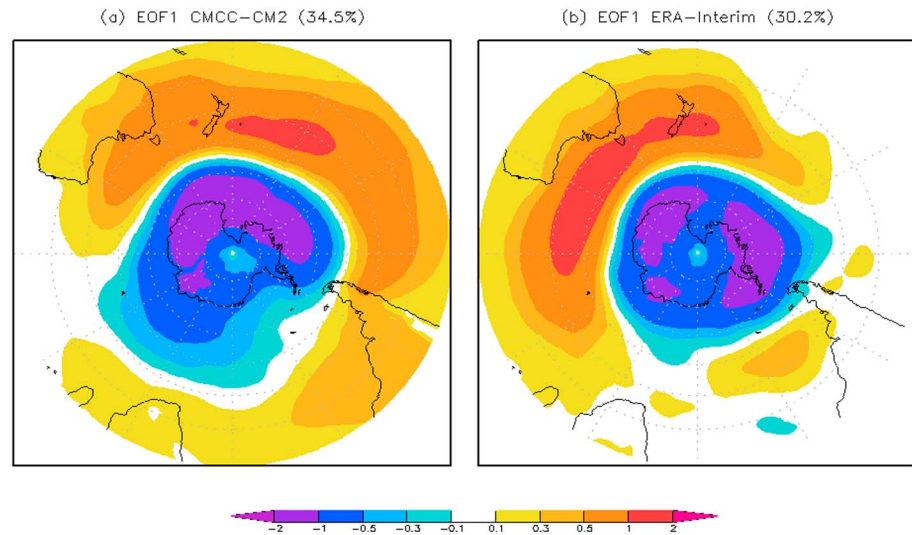 (a) EOF1 CMCC-CM2 (34.5%)
(b) EOF1 ERA-Interim (30.2%)
-2 -1 -0.5 -0.3 -0.1 0.1 0.3 0.5 1 2